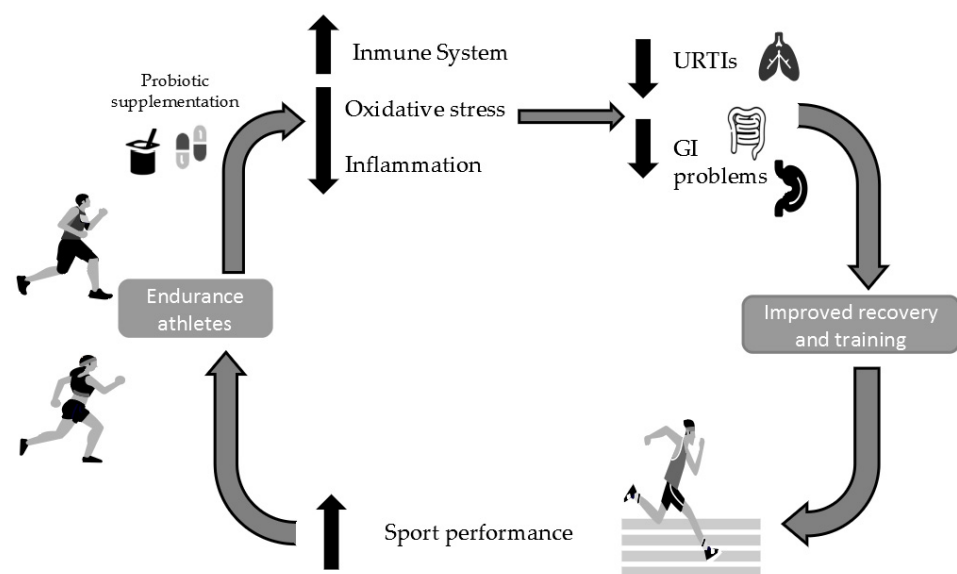 Probiotic
supplementation
Inmune System
Oxidative stress
Inflammation
URTIs
GI
problems
Endurance
athletes
Improved recovery
and training
Sport performance